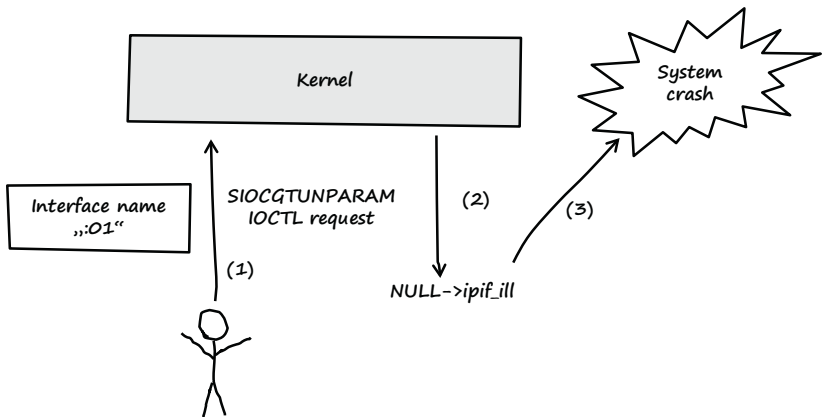 Kernel
System
crash
Interface name
„:01“
SIOCGTUNPARAM
IOCTL request
(1)
(2)
(3)
NULL->ipif_ill